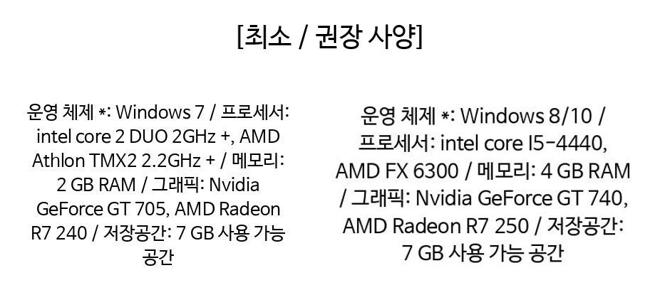 [최소 / 권장 사양]
운영 체제 *: Windows 7 / 프로세서:
intel core 2 DUO 2GHz +, AMD
Athlon TMX2 2.2GHz + / 메모리:
2 GB RAM / 그래픽: Nvidia
GeForce GT 705, AMD Radeon
R7 240 / 저장공간: 7 GB 사용 가능
공간
운영 체제 *: Windows 8/10 /
프로세서: intel core I5-4440,
AMD FX 6300 / 메모리: 4 GB RAM
/ 그래픽: Nvidia GeForce GT 740,
AMD Radeon R7 250 / 저장공간:
7 GB 사용 가능 공간